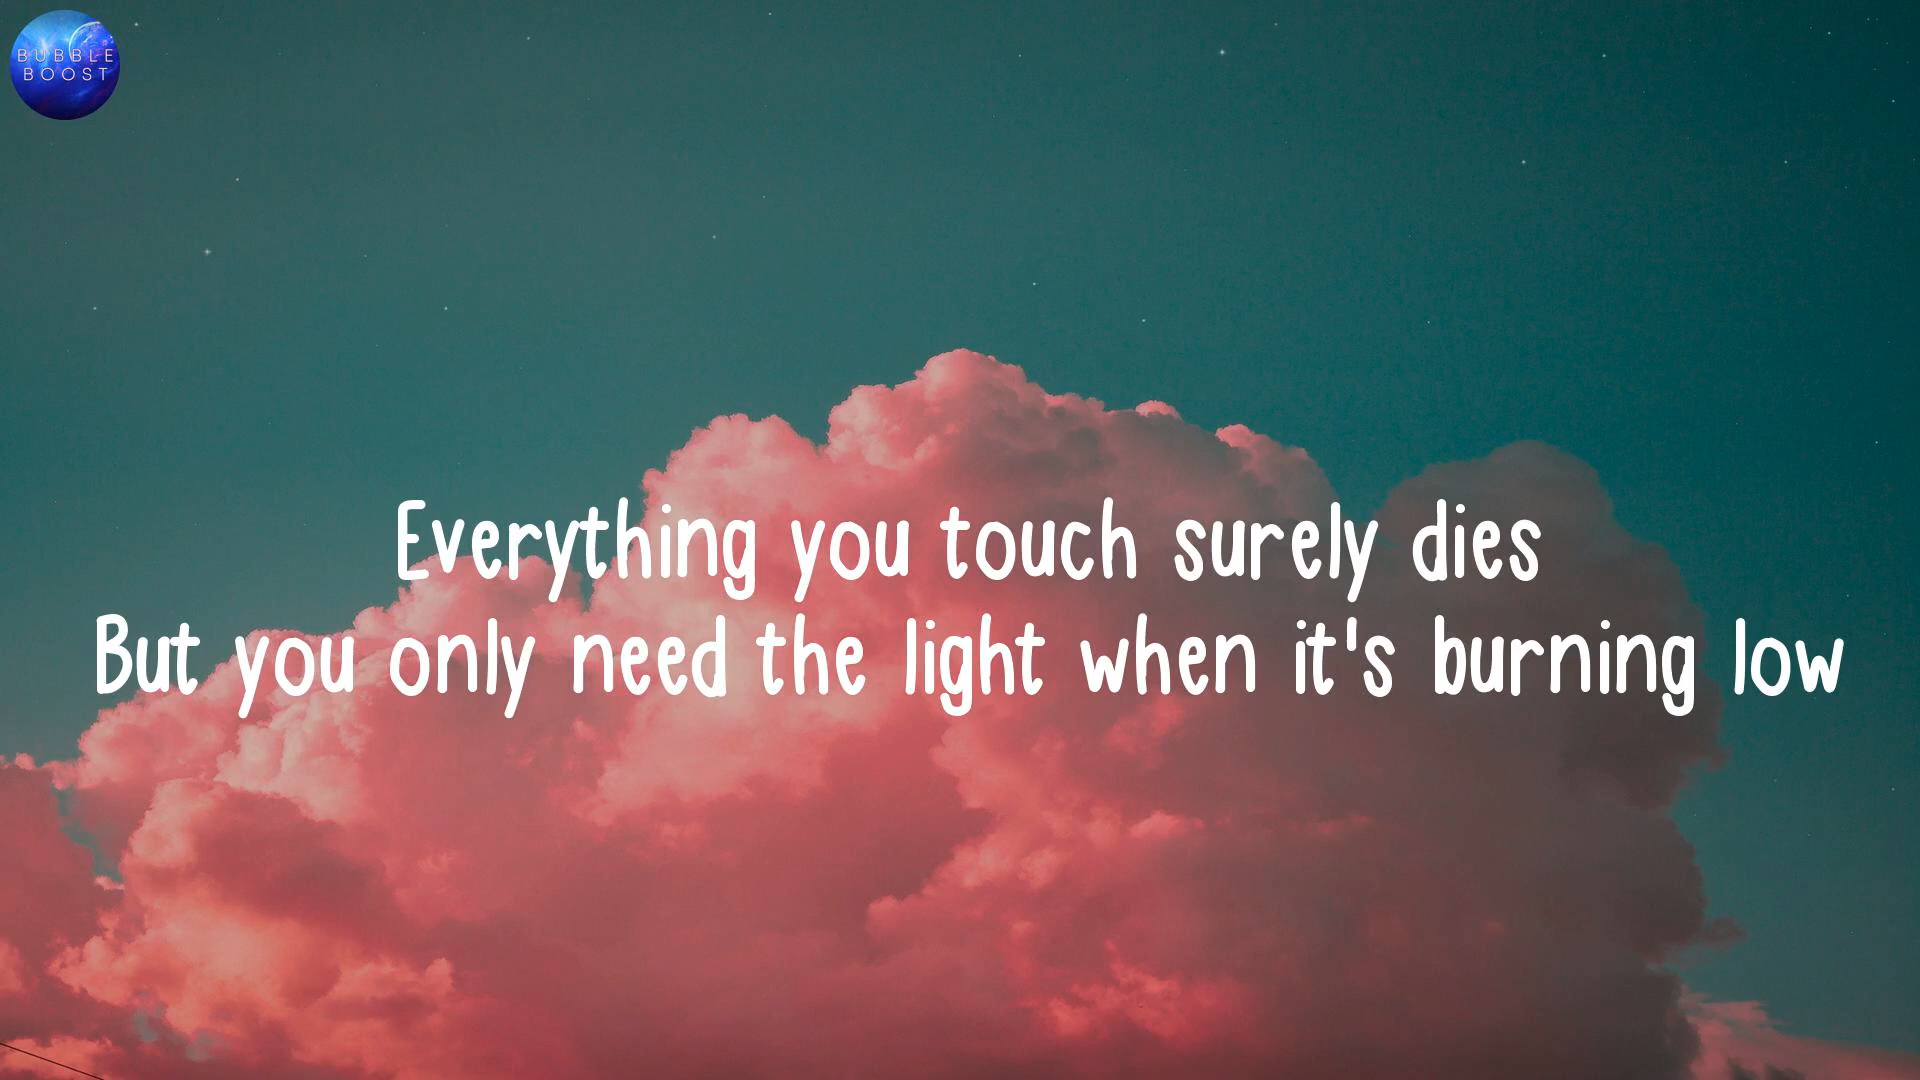 BUBBLE
BOOST
Everything you touch surely dies
But you only need the light when it's burning low